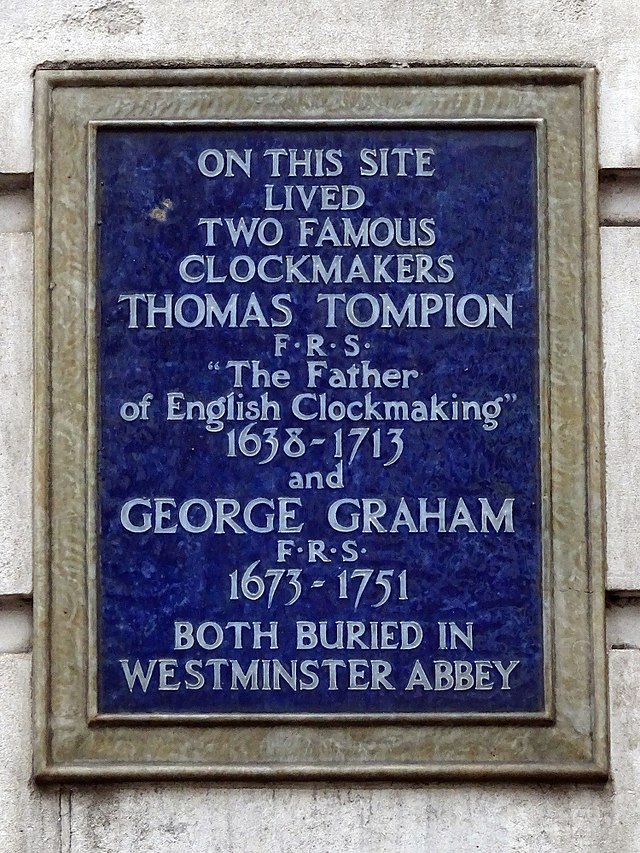 ON THIS SITE
LIVED
TWO FAMOUS
CLOCKMAKERS
THOMAS TOMPION
F·R·S·
"The Father
of English Clockmaking"
1638-1713
and
GEORGE GRAHAM
F·R·S·
1673-1751
BOTH BURIED IN
WESTMINSTER ABBEY